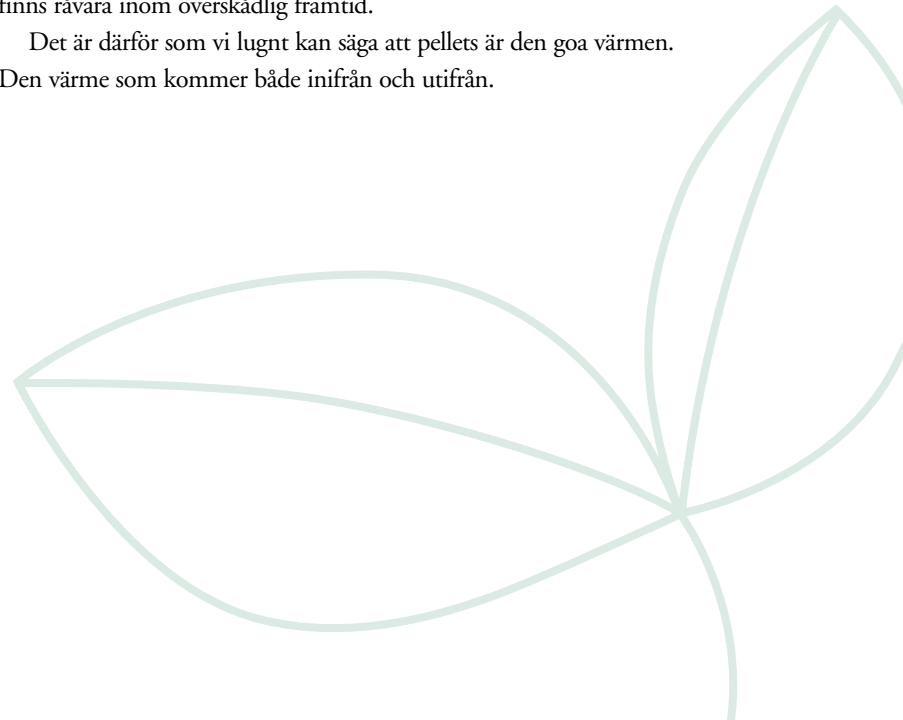 finns råvara inom överskådlig framtid.
Det är därför som vi lugnt kan säga att pellets är den goa värmen.
Den värme som kommer både inifrån och utifrån.